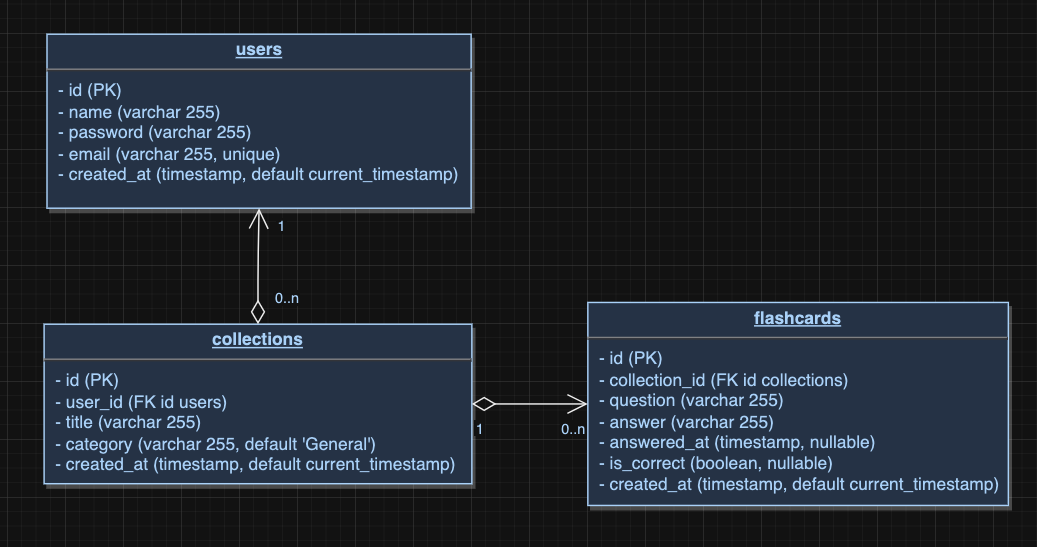 users
- id (PK)
- name (varchar 255)
- password (varchar 255)
- email (varchar 255, unique)
- created_at (timestamp, default current_timestamp)
1
0..n
collections
- id (PK)
- user_id (FK id users)
- title (varchar 255)
- category (varchar 255, default 'General')
- created_at (timestamp, default current_timestamp)
1
0..n
flashcards
- id (PK)
- collection_id (FK id collections)
- question (varchar 255)
- answer (varchar 255)
- answered_at (timestamp, nullable)
- is_correct (boolean, nullable)
- created_at (timestamp, default current_timestamp)